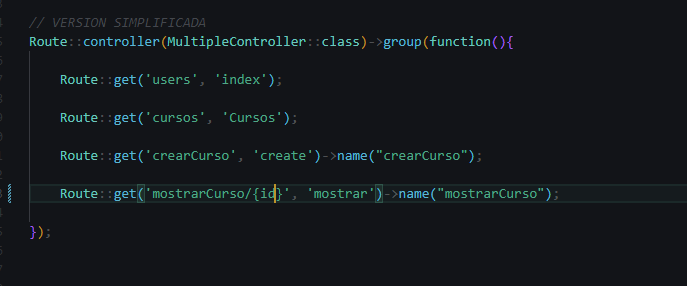 // VERSION SIMPLIFICADA
Route::controller(MultipleController::class)->group(function(){
Route::get('users', 'index');
Route::get('cursos', 'Cursos');
Route::get('crearCurso', 'create')->name("crearCurso");
Route::get('mostrarCurso/{id}', 'mostrar')->name("mostrarCurso");
});